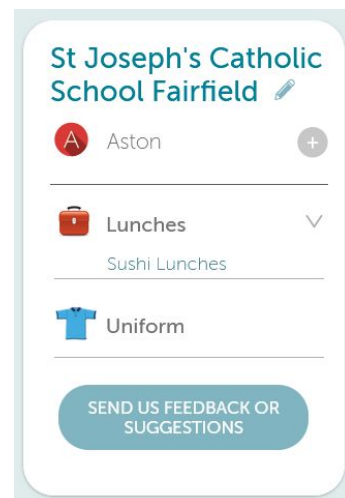 St Joseph's Catholic
School Fairfield
A Aston +
Lunches
Sushi Lunches
Uniform
SEND US FEEDBACK OR
SUGGESTIONS